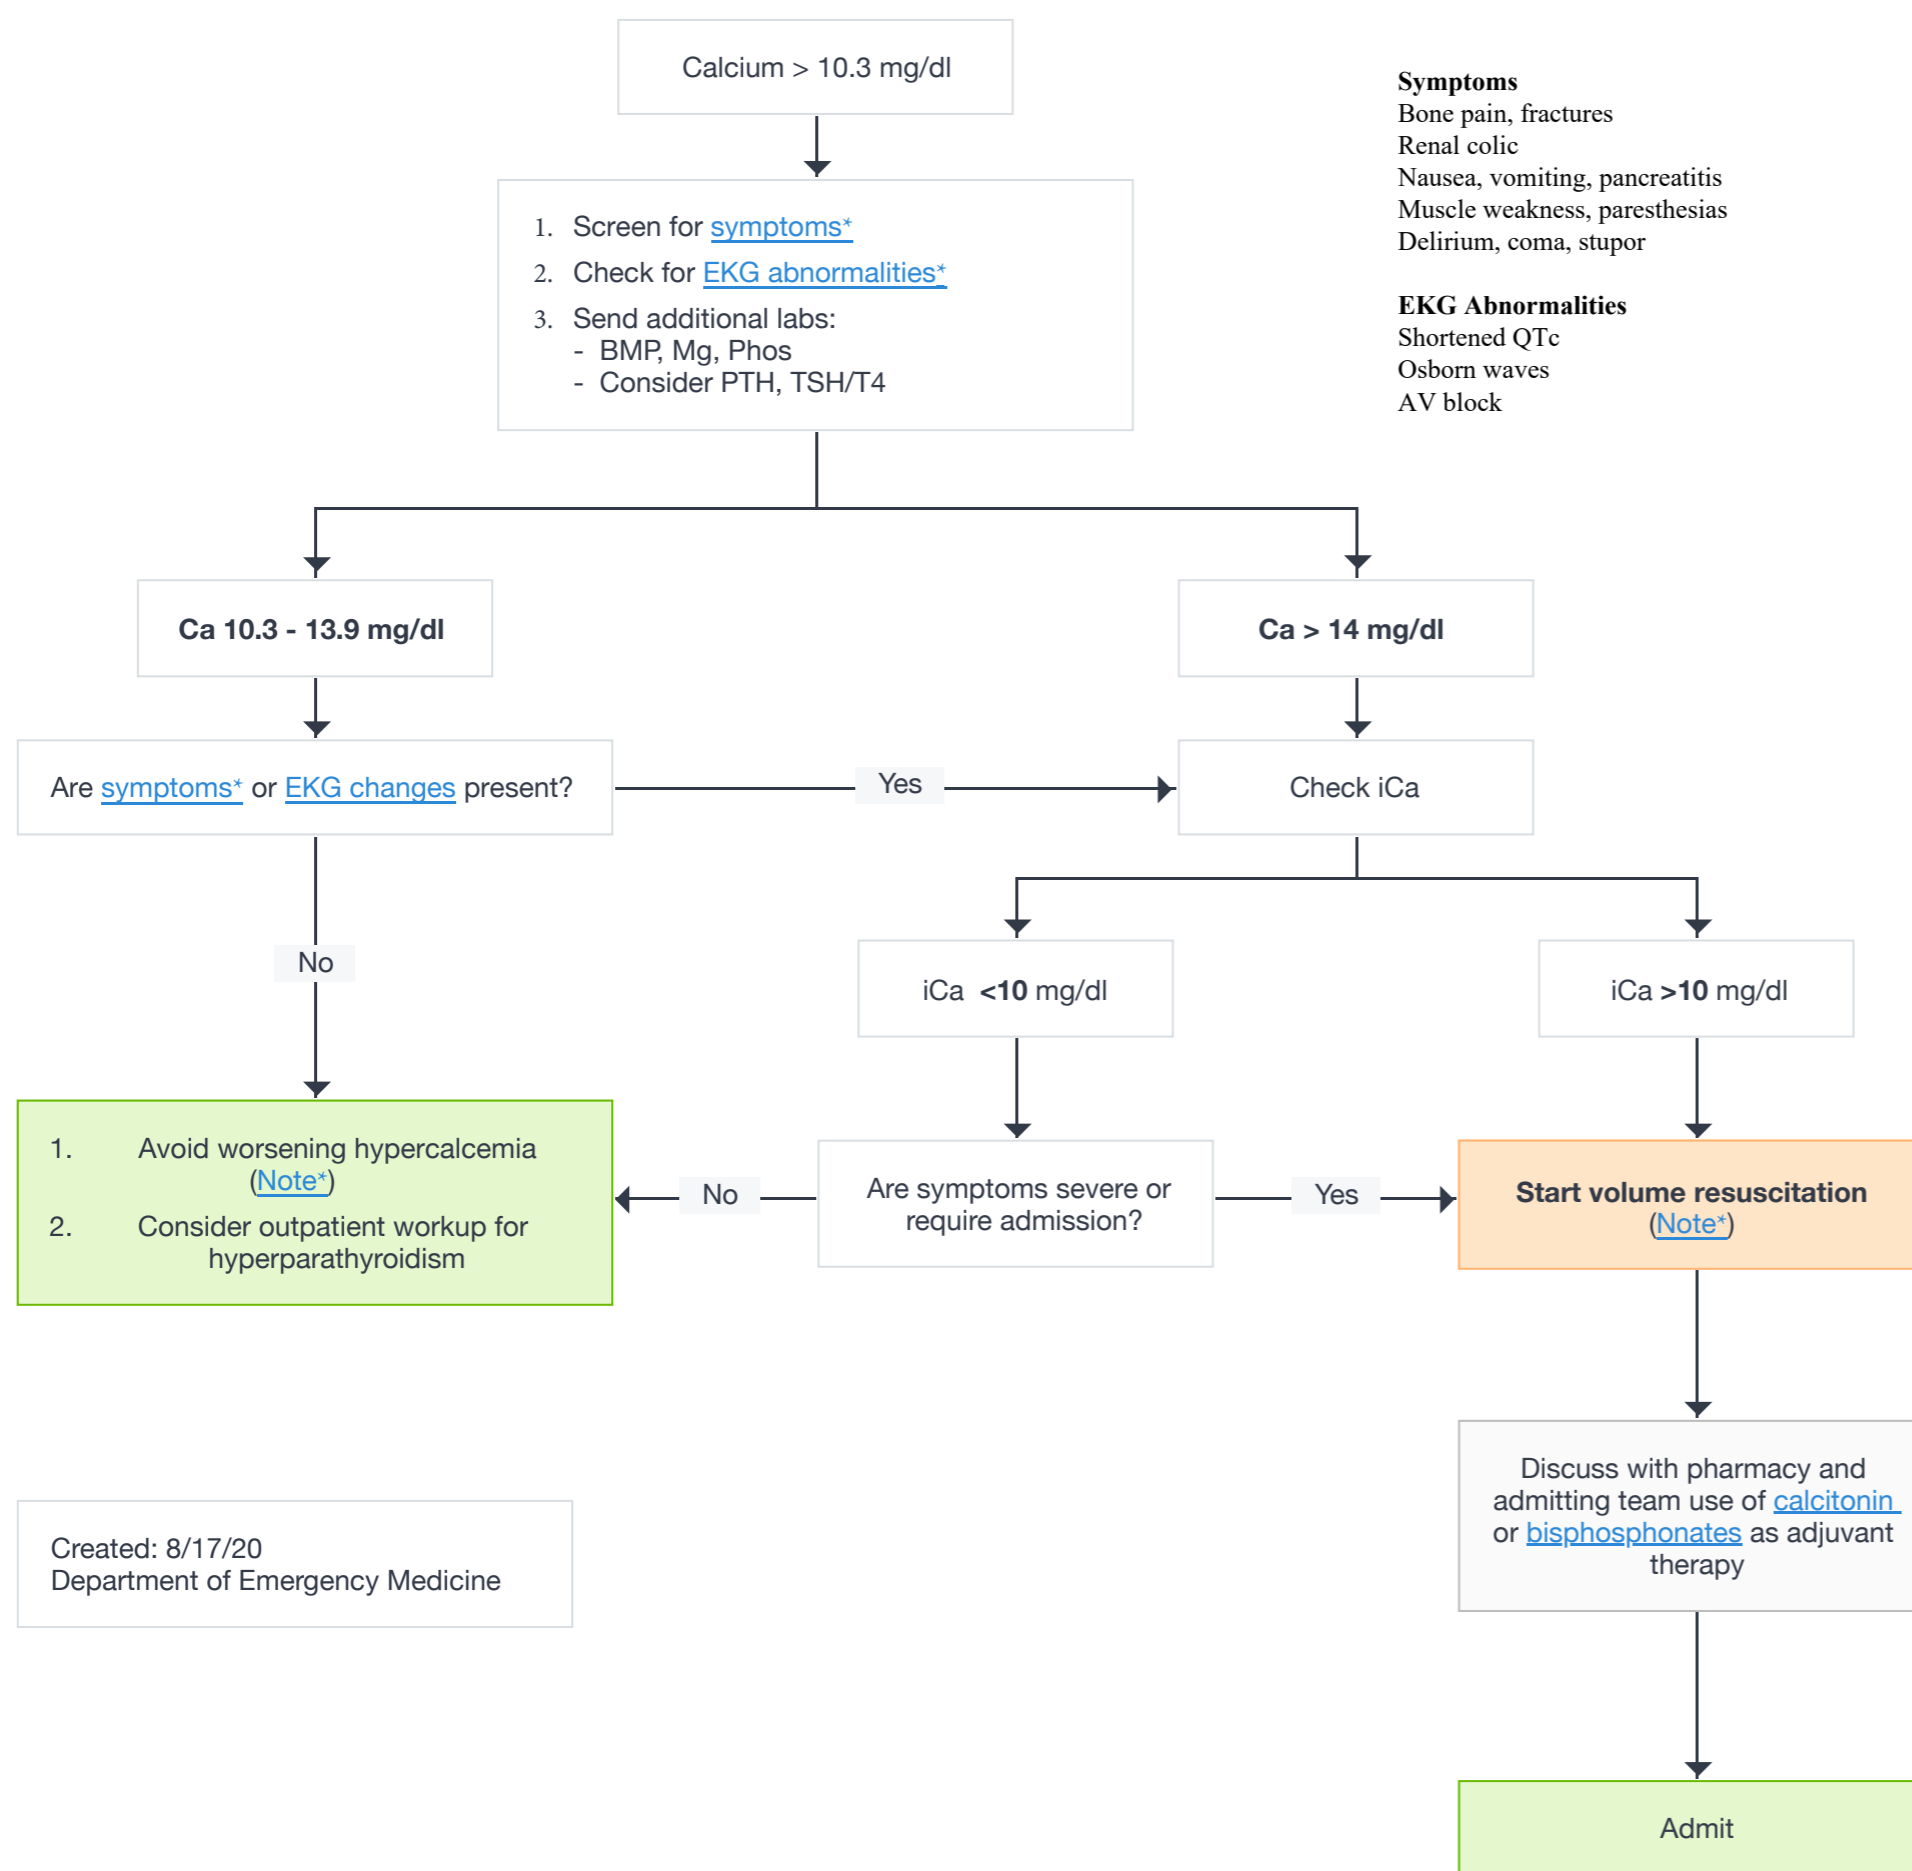 Calcium > 10.3 mg/dl
Symptoms
Bone pain, fractures
Renal colic
Nausea, vomiting, pancreatitis
Muscle weakness, paresthesias
Delirium, coma, stupor
EKG Abnormalities
Shortened QTc
Osborn waves
AV block
1. Screen for symptoms*
2. Check for EKG abnormalities*
3. Send additional labs:
- BMP, Mg, Phos
- Consider PTH, TSH/T4
Ca 10.3 - 13.9 mg/dl
Ca > 14 mg/dl
Are symptoms* or EKG changes present?
Yes
Check iCa
No
iCa <10 mg/dl
iCa >10 mg/dl
1. Avoid worsening hypercalcemia
(Note*)
2. Consider outpatient workup for
hyperparathyroidism
No
Are symptoms severe or
require admission?
Yes
Start volume resuscitation
(Note*)
Discuss with pharmacy and
admitting team use of calcitonin
or bisphosphonates as adjuvant
therapy
Created: 8/17/20
Department of Emergency Medicine
Admit